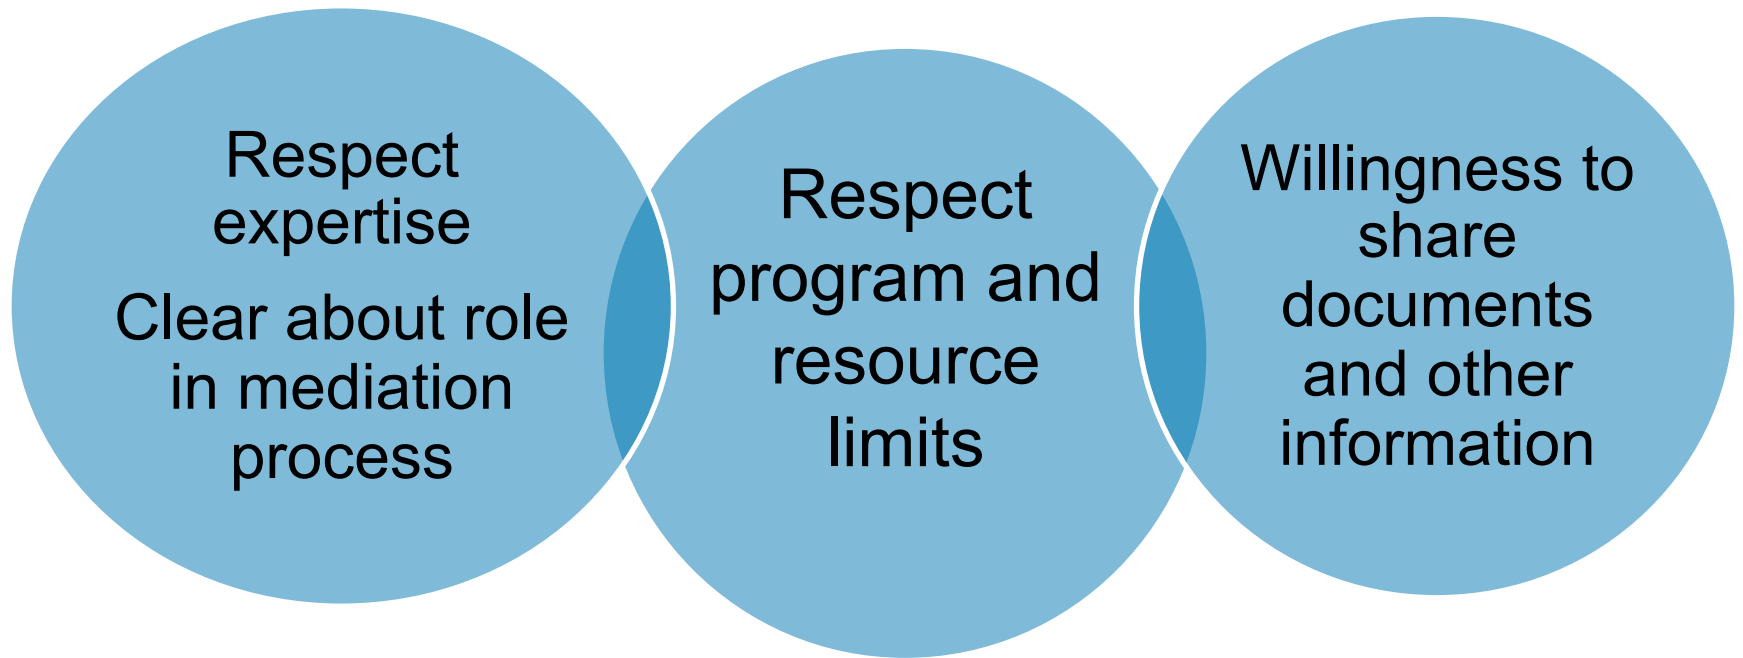 Respect
expertise
Clear about role
in mediation
process
Respect
program and
resource
limits
Willingness to
share
documents
and other
information